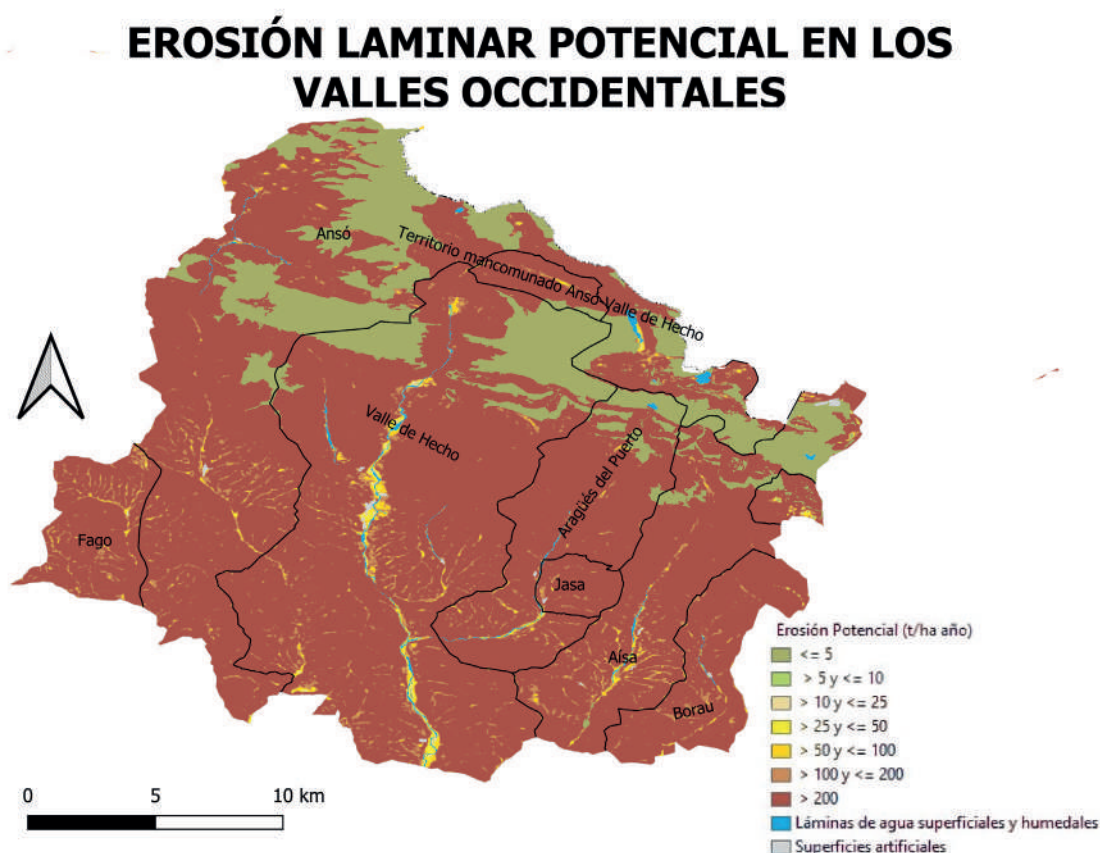 EROSIÓN LAMINAR POTENCIAL EN LOS
VALLES OCCIDENTALES
Ansó
Territorio mancomunado Ansó-Valle de Hecho
Valle de Hecho
Aragüés del Puerto
Fago
Jasa
Aísa
Borau
Erosión Potencial (t/ha año)
<= 5
> 5 y <= 10
> 10 y <= 25
> 25 y <= 50
> 50 y <= 100
> 100 y <= 200
> 200
Láminas de agua superficiales y humedales
Superficies artificiales
0 5 10 km